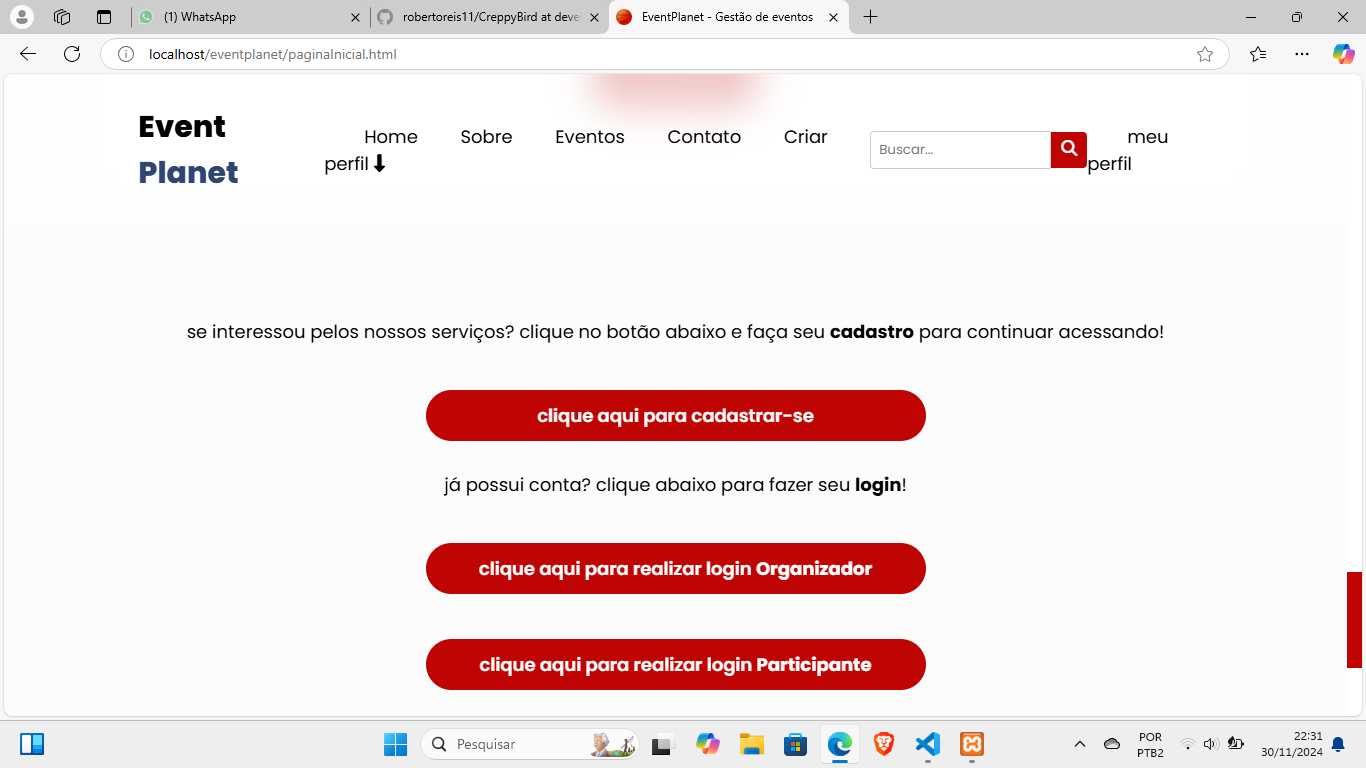 (1) WhatsApp
robertoreis11/CreppyBird at deve
EventPlanet - Gestão de eventos
localhost/eventplanet/paginaInicial.html
Event
Planet
Home Sobre Eventos Contato Criar
perfil
Buscar...
meu
perfil
se interessou pelos nossos serviços? clique no botão abaixo e faça seu cadastro para continuar acessando!
clique aqui para cadastrar-se
já possui conta? clique abaixo para fazer seu login!
clique aqui para realizar login Organizador
clique aqui para realizar login Participante
Pesquisar
POR
PTB2
22:31
30/11/2024